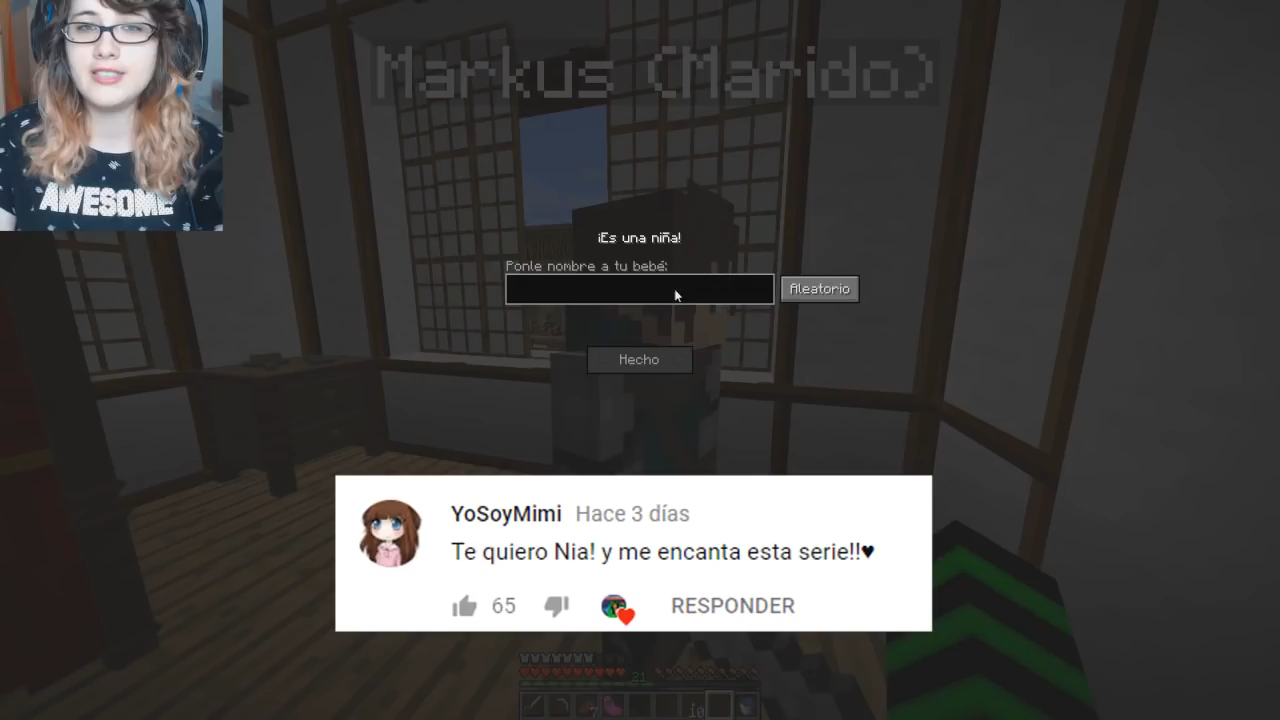 Markus (Marido)
AWESOME
¡Es una niña!
Ponle nombre a tu bebé:
Aleatorio
Hecho
YoSoyMimi Hace 3 días
Te quiero Nia! y me encanta esta serie!!♥
65 RESPONDER
31